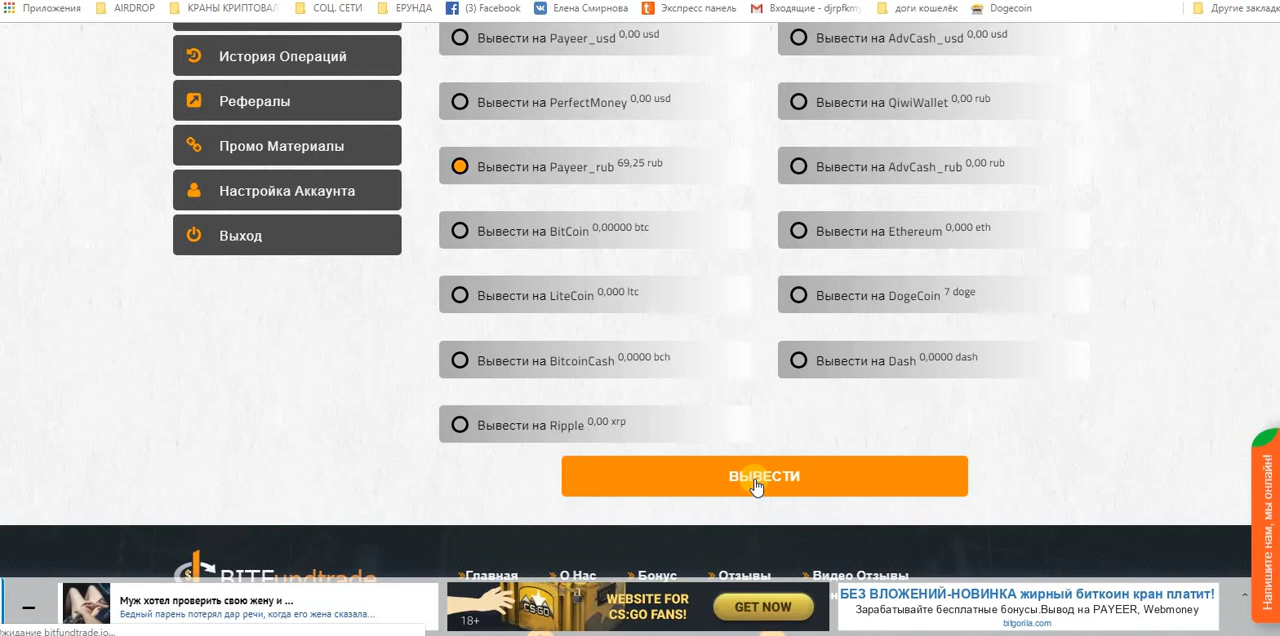 Приложения AIRDROP КРАНЫ КРИПТОВАЛ СОЦ. СЕТИ ЕРУНДА (3) Facebook Елена Смирнова Экспресс панель Входящие - djrpfkm доги кошелёк Dogecoin Другие заклад
Вывести на Payeer_usd 0,00 usd
Вывести на AdvCash_usd 0,00 usd
История Операций
Вывести на PerfectMoney 0,00 usd
Вывести на QiwiWallet 0,00 rub
Рефералы
Промо Материалы
Вывести на Payeer_rub 69,25 rub
Вывести на AdvCash_rub 0,00 rub
Настройка Аккаунта
Выход
Вывести на BitCoin 0,00000 btc
Вывести на Ethereum 0,000 eth
Вывести на LiteCoin 0,000 ltc
Вывести на DogeCoin 7 doge
Вывести на BitcoinCash 0,0000 bch
Вывести на Dash 0,0000 dash
Вывести на Ripple 0,00 xrp
ВЫВЕСТИ
Напишите нам, мы онлайн!
BITFundtrade
»Главная » О Нас » Бонус » Отзывы » Видео Отзывы
Муж хотел проверить свою жену и ...
Бедный парень потерял дар речи, когда его жена сказала...
18+
CS:GO
WEBSITE FOR
CS:GO FANS!
GET NOW
БЕЗ ВЛОЖЕНИЙ-НОВИНКА жирный биткоин кран платит!
Зарабатывайте бесплатные бонусы.Вывод на PAYEER, Webmoney
bitgorila.com
жидание bitfundtrade.io...